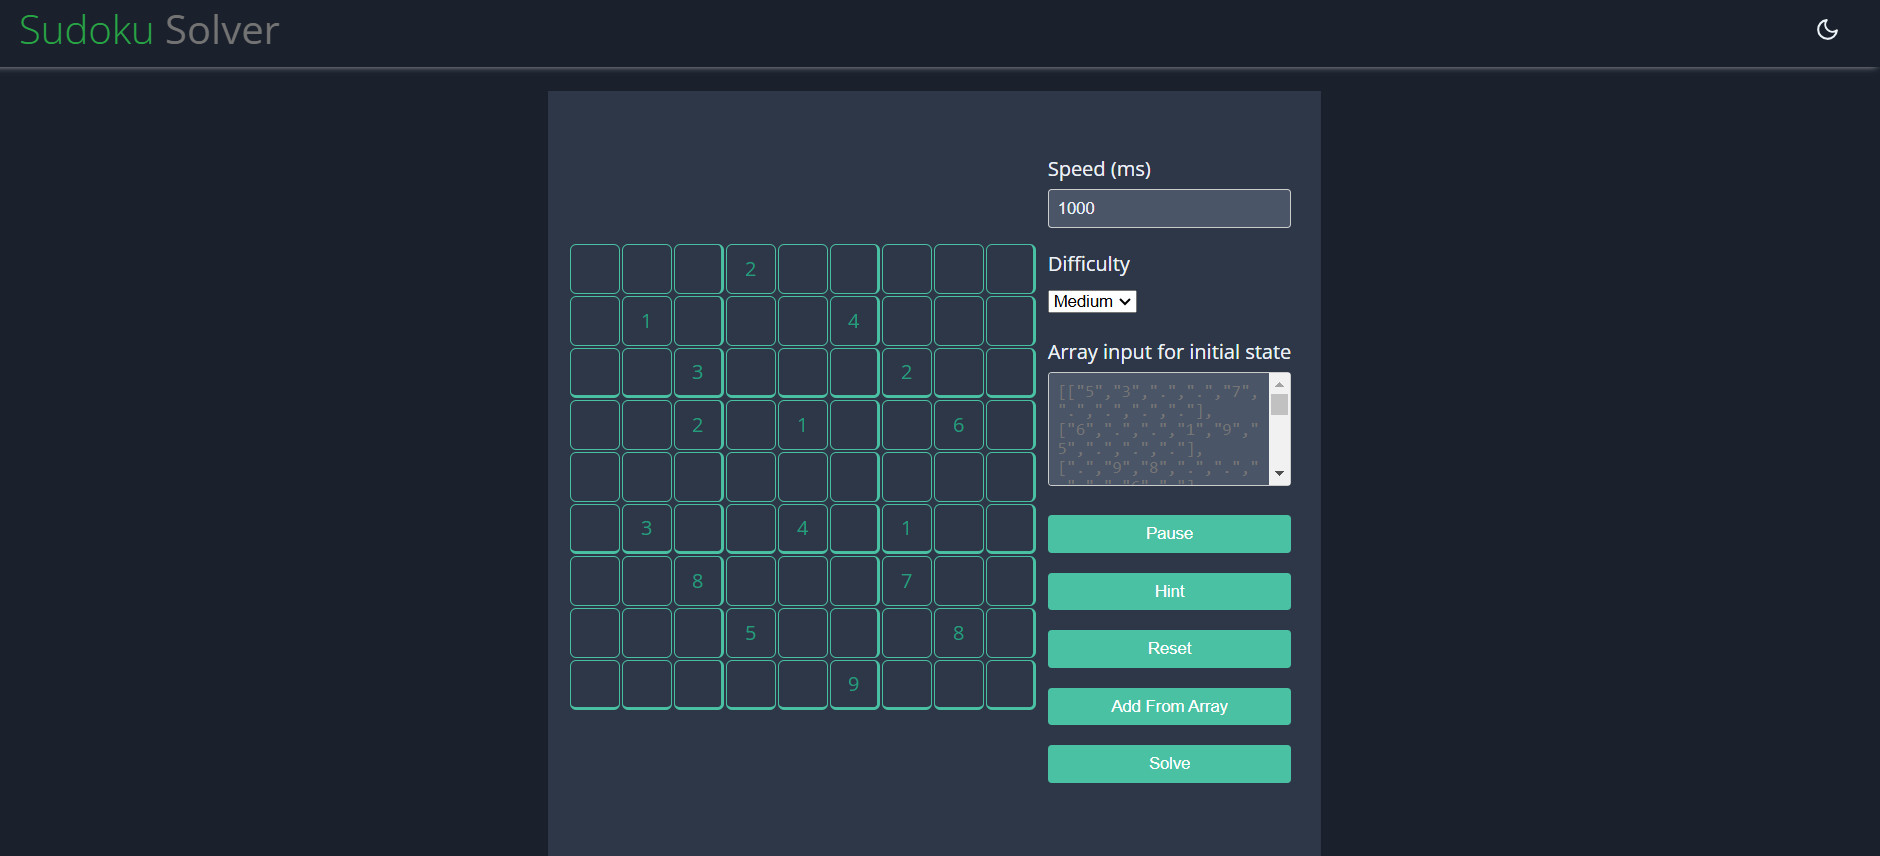 Sudoku Solver
Speed (ms)
1000
2
Difficulty
Medium
1 4
Array input for initial state
3 2
[["5","3",".",".","7",
".",".",".","."],
["6",".",".","1","9","
5",".",".","."],
[".","9","8",".",".","
2 1 6
3 4 1
Pause
8 7
Hint
5 8
Reset
9
Add From Array
Solve